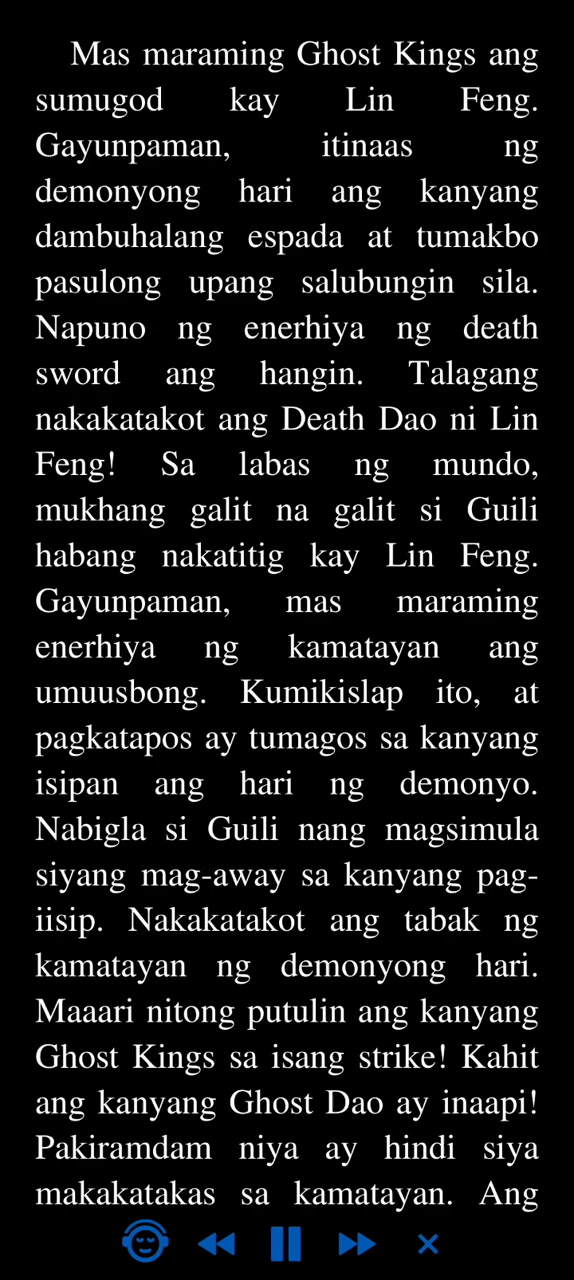 Mas maraming Ghost Kings ang
sumugod kay Lin Feng.
Gayunpaman, itinaas ng
demonyong hari ang kanyang
dambuhalang espada at tumakbo
pasulong upang salubungin sila.
Napuno ng enerhiya ng death
sword ang hangin. Talagang
nakakatakot ang Death Dao ni Lin
Feng! Sa labas ng mundo,
mukhang galit na galit si Guili
habang nakatitig kay Lin Feng.
Gayunpaman, mas maraming
enerhiya ng kamatayan ang
umuusbong. Kumikislap ito, at
pagkatapos ay tumagos sa kanyang
isipan ang hari ng demonyo.
Nabigla si Guili nang magsimula
siyang mag-away sa kanyang pag-
iisip. Nakakatakot ang tabak ng
kamatayan ng demonyong hari.
Maaari nitong putulin ang kanyang
Ghost Kings sa isang strike! Kahit
ang kanyang Ghost Dao ay inaapi!
Pakiramdam niya ay hindi siya
makakatakas sa kamatayan. Ang